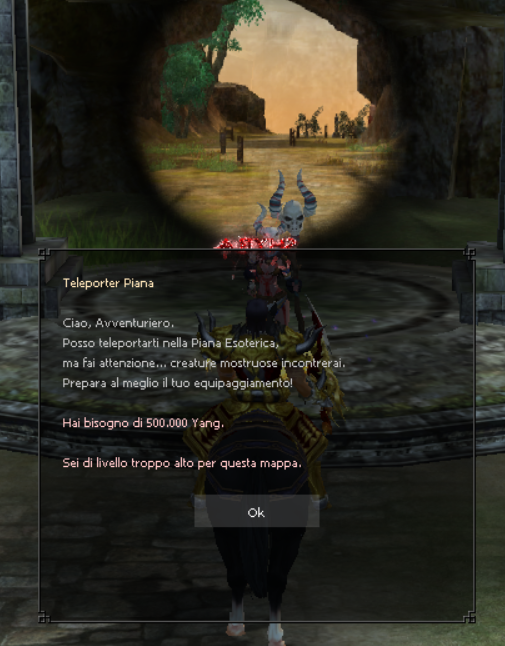 Teleporter Piana
Ciao, Avventuriero.
Posso teleportarti nella Piana Esoterica,
ma fai attenzione... creature mostruose incontrerai.
Prepara al meglio il tuo equipaggiamento!
Hai bisogno di 500.000 Yang.
Sei di livello troppo alto per questa mappa.
Ok